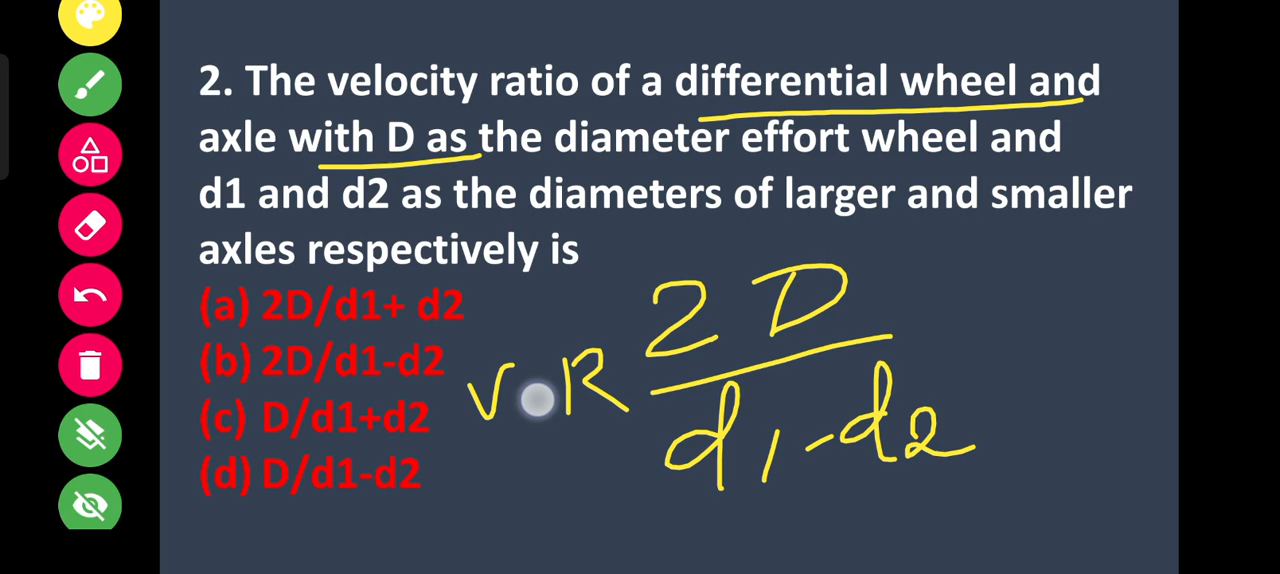 2. The velocity ratio of a differential wheel and
axle with D as the diameter effort wheel and
d1 and d2 as the diameters of larger and smaller
axles respectively is
(a) 2D/d1+ d2
(b) 2D/d1-d2
(c) D/d1+d2
(d) D/d1-d2
V.R 2D
d1-d2